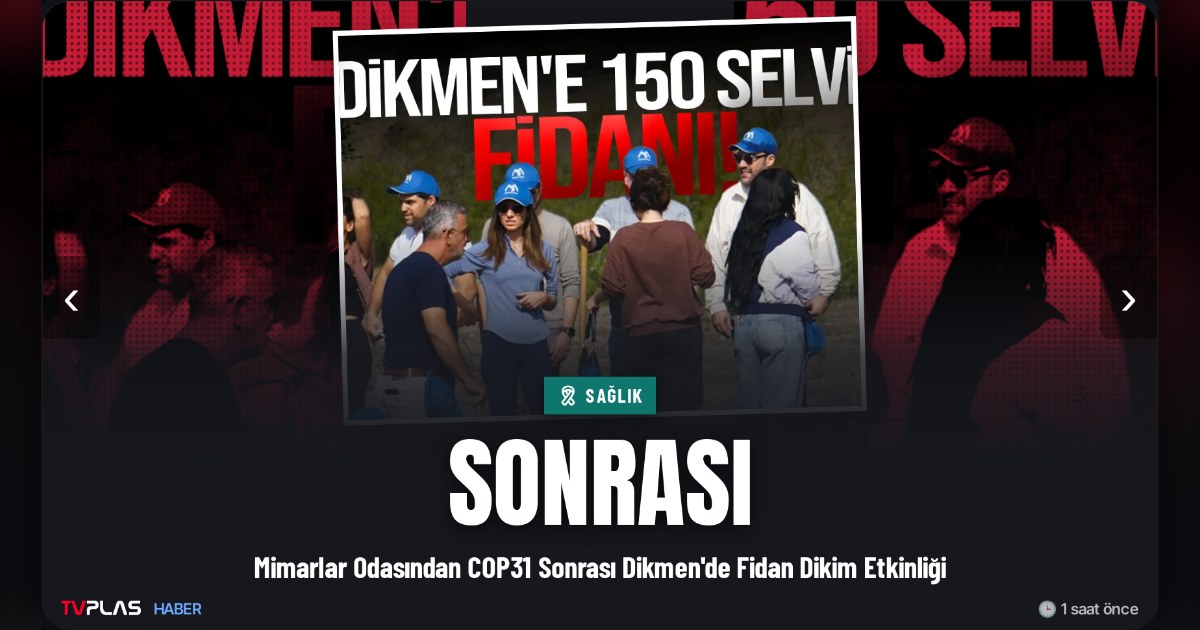 DİKMEN'E 150 SELVİ
FİDANI!
SAĞLIK
SONRASI
Mimarlar Odasından COP31 Sonrası Dikmen'de Fidan Dikim Etkinliği
TVPLAS HABER
1 saat önce